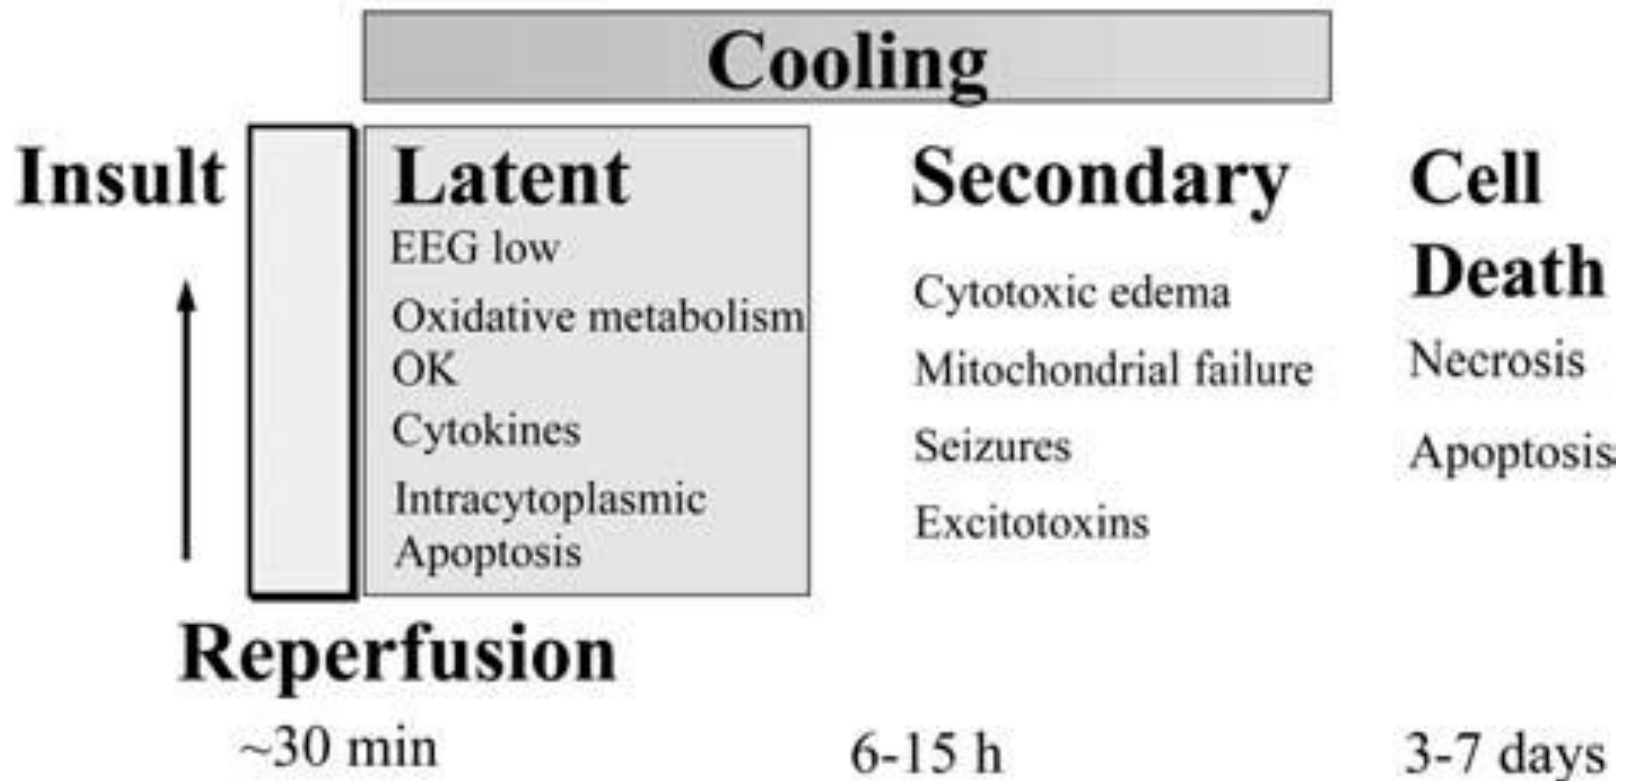 Cooling
Insult
Latent
EEG low
Oxidative metabolism
OK
Cytokines
Intracytoplasmic
Apoptosis
Secondary
Cytotoxic edema
Mitochondrial failure
Seizures
Excitotoxins
Cell
Death
Necrosis
Apoptosis
Reperfusion
~30 min
6-15 h
3-7 days